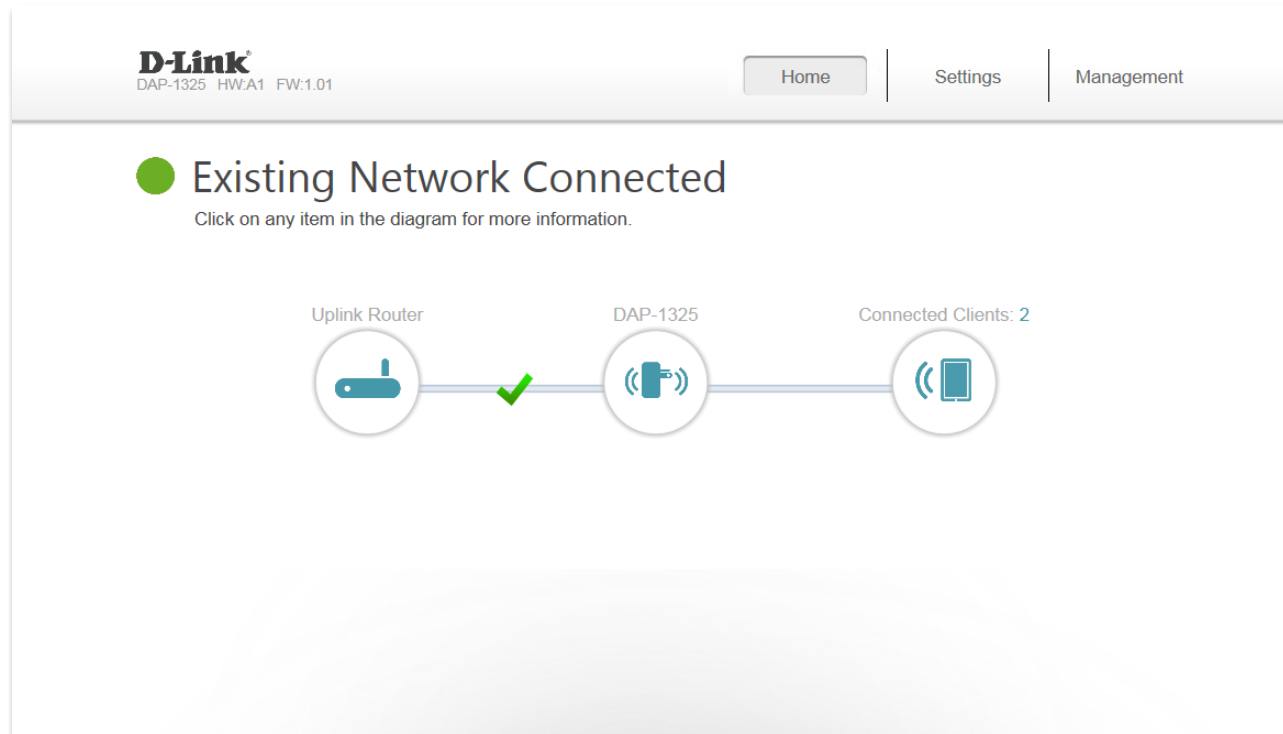 D-Link®
DAP-1325 HW:A1 FW:1.01
Home Settings Management
Existing Network Connected
Click on any item in the diagram for more information.
Uplink Router DAP-1325 Connected Clients: 2